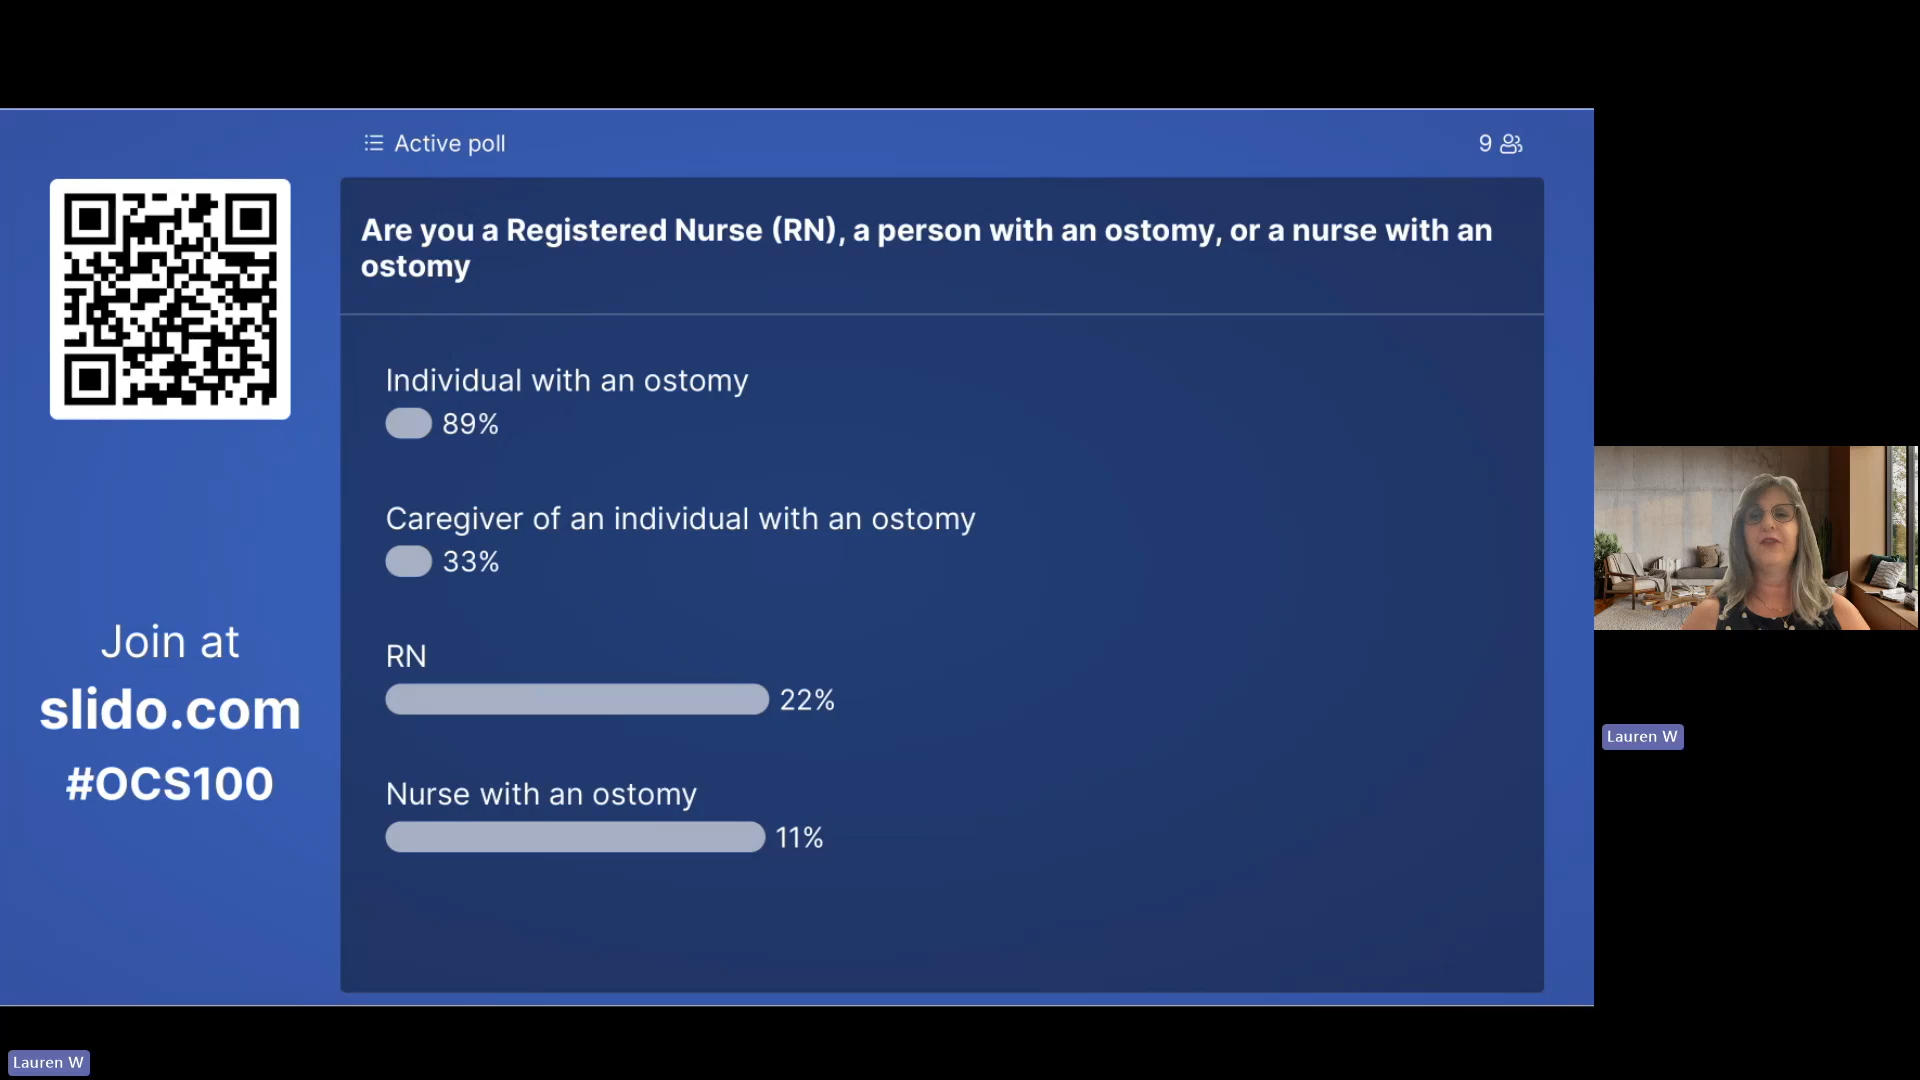 Active poll
9
Are you a Registered Nurse (RN), a person with an ostomy, or a nurse with an
ostomy
Individual with an ostomy
89%
Caregiver of an individual with an ostomy
33%
RN
22%
Nurse with an ostomy
11%
Join at
slido.com
#OCS100
Lauren W
Lauren W